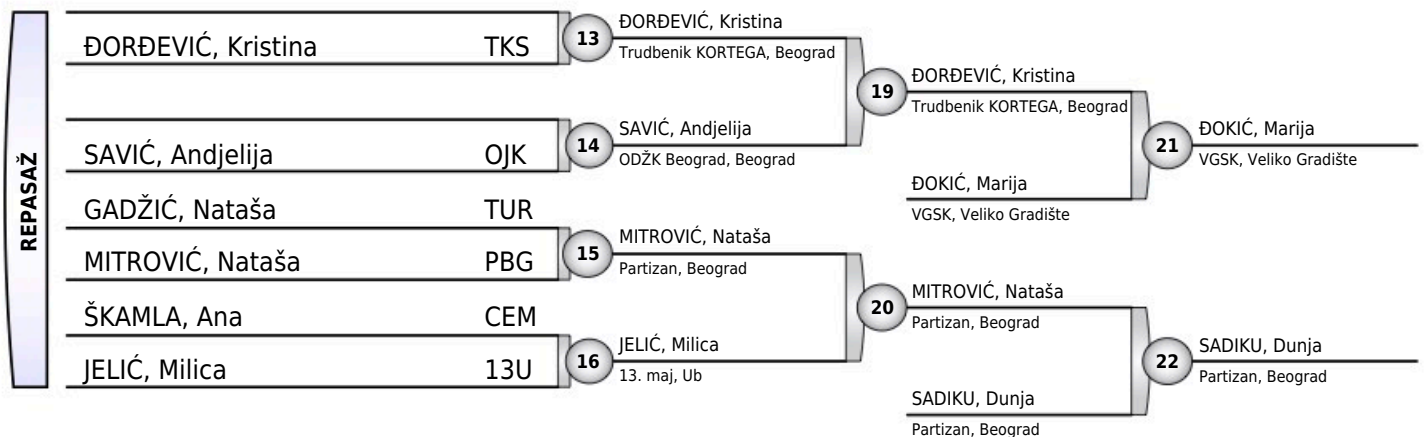 REPASAŽ
ĐORĐEVIĆ, Kristina TKS
SAVIĆ, Andjelija OJK
GADŽIĆ, Nataša TUR
MITROVIĆ, Nataša PBG
ŠKAMLA, Ana CEM
JELIĆ, Milica 13U
13
ĐORĐEVIĆ, Kristina
Trudbenik KORTEGA, Beograd
14
SAVIĆ, Andjelija
ODŽK Beograd, Beograd
15
MITROVIĆ, Nataša
Partizan, Beograd
16
JELIĆ, Milica
13. maj, Ub
19
ĐORĐEVIĆ, Kristina
Trudbenik KORTEGA, Beograd
ĐOKIĆ, Marija
VGSK, Veliko Gradište
20
MITROVIĆ, Nataša
Partizan, Beograd
SADIKU, Dunja
Partizan, Beograd
21
ĐOKIĆ, Marija
VGSK, Veliko Gradište
22
SADIKU, Dunja
Partizan, Beograd